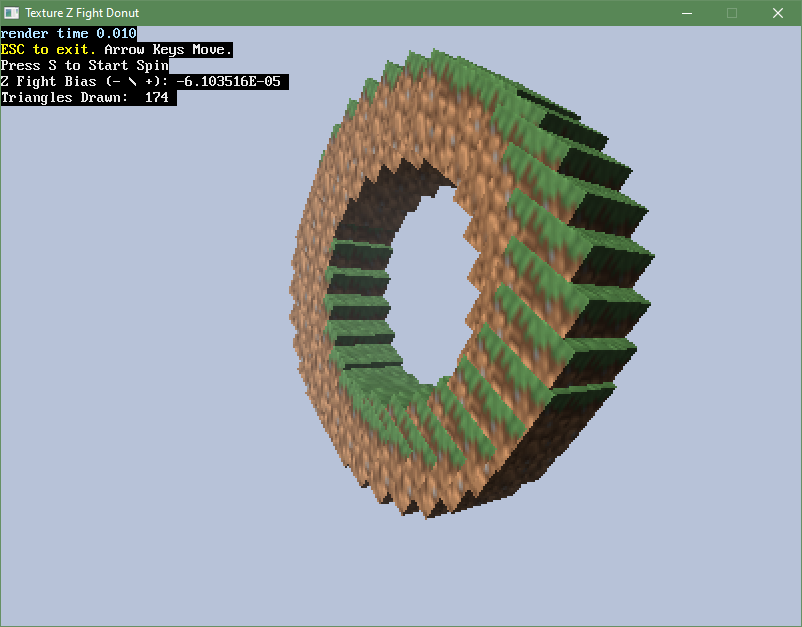 Texture Z Fight Donut
render time 0.010
ESC to exit. Arrow Keys Move.
Press S to Start Spin
Z Fight Bias (- \ +): -6.103516E-05
Triangles Drawn:  174